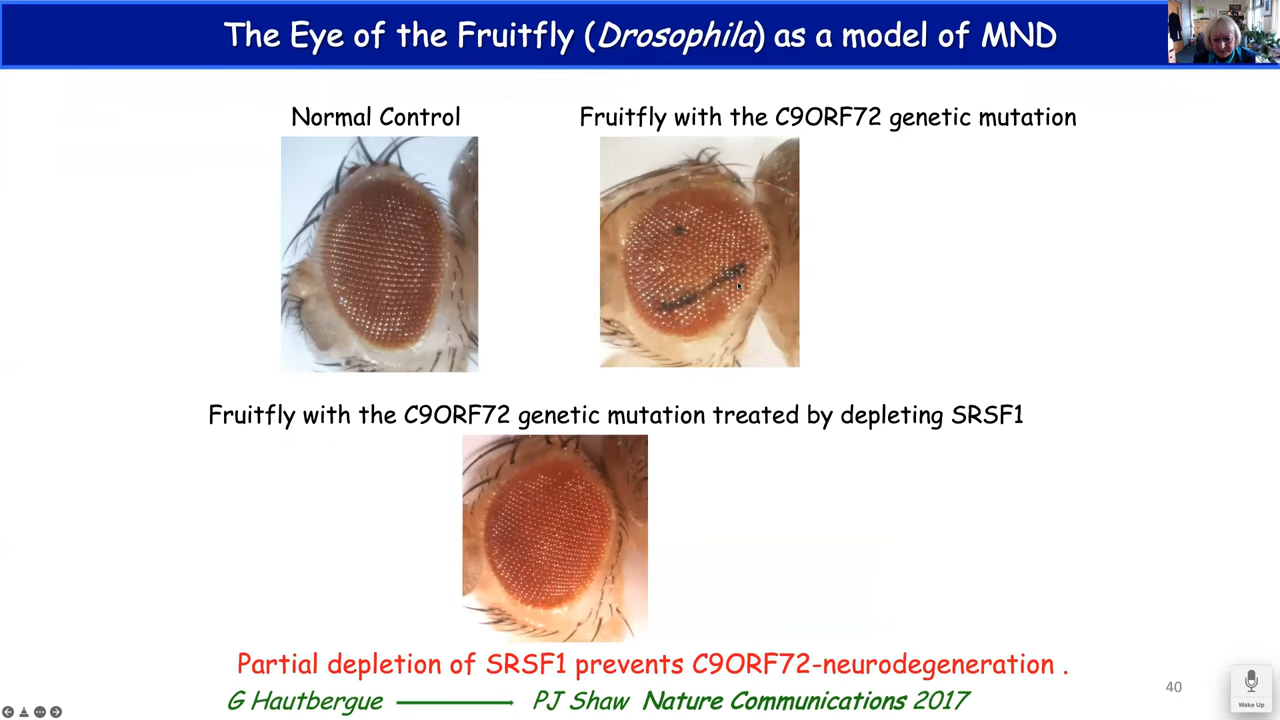 The Eye of the Fruitfly (Drosophila) as a model of MND
Normal Control
Fruitfly with the C9ORF72 genetic mutation
Fruitfly with the C9ORF72 genetic mutation treated by depleting SRSF1
Partial depletion of SRSF1 prevents C9ORF72-neurodegeneration .
G Hautbergue PJ Shaw Nature Communications 2017
40
Wake Up